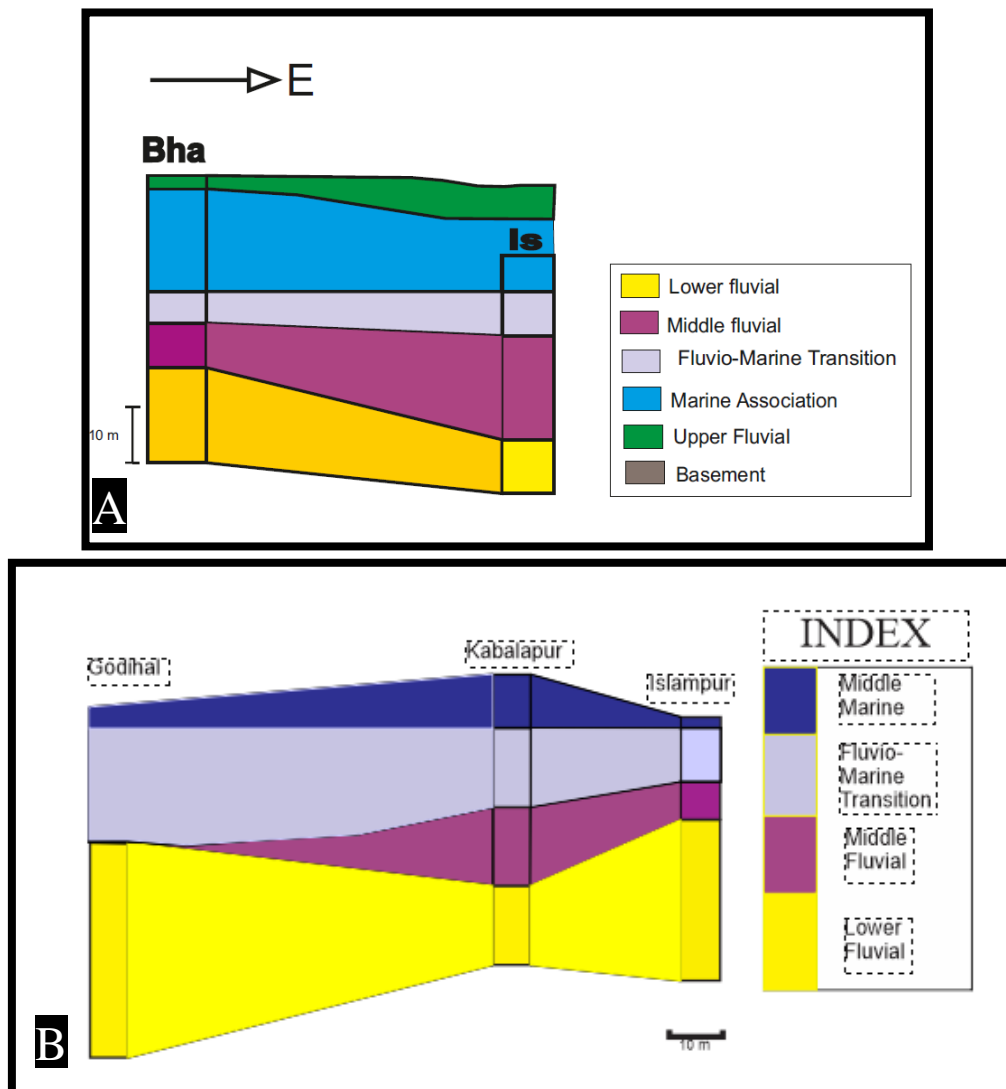 E
Bha
Is
Lower fluvial
Middle fluvial
Fluvio-Marine Transition
Marine Association
Upper Fluvial
Basement
10 m
A
INDEX
Godihal
Kabalapur
Islampur
Middle
Marine
Fluvio-
Marine
Transition
Middle
Fluvial
Lower
Fluvial
10 m
B